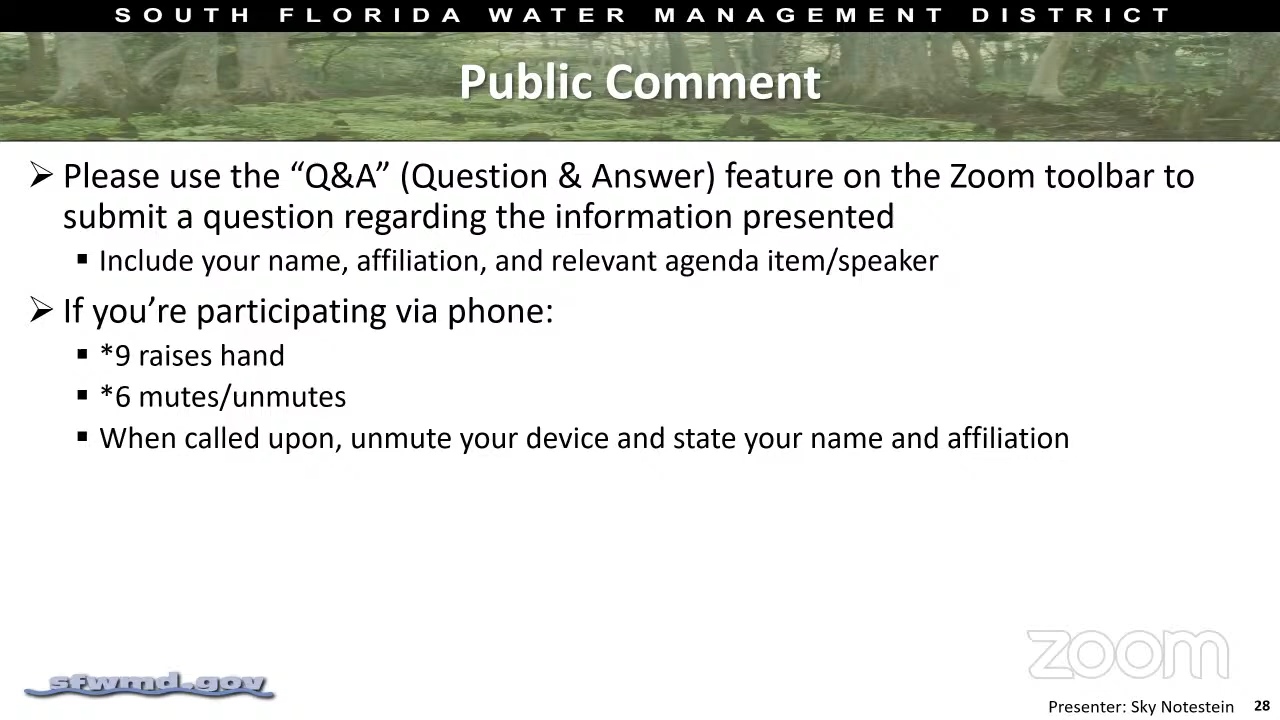 SOUTH FLORIDA WATER MANAGEMENT DISTRICT
Public Comment
➢ Please use the “Q&A” (Question & Answer) feature on the Zoom toolbar to
submit a question regarding the information presented
▪ Include your name, affiliation, and relevant agenda item/speaker
➢ If you’re participating via phone:
▪ *9 raises hand
▪ *6 mutes/unmutes
▪ When called upon, unmute your device and state your name and affiliation
zoom
sfwmd.gov
Presenter: Sky Notestein 28